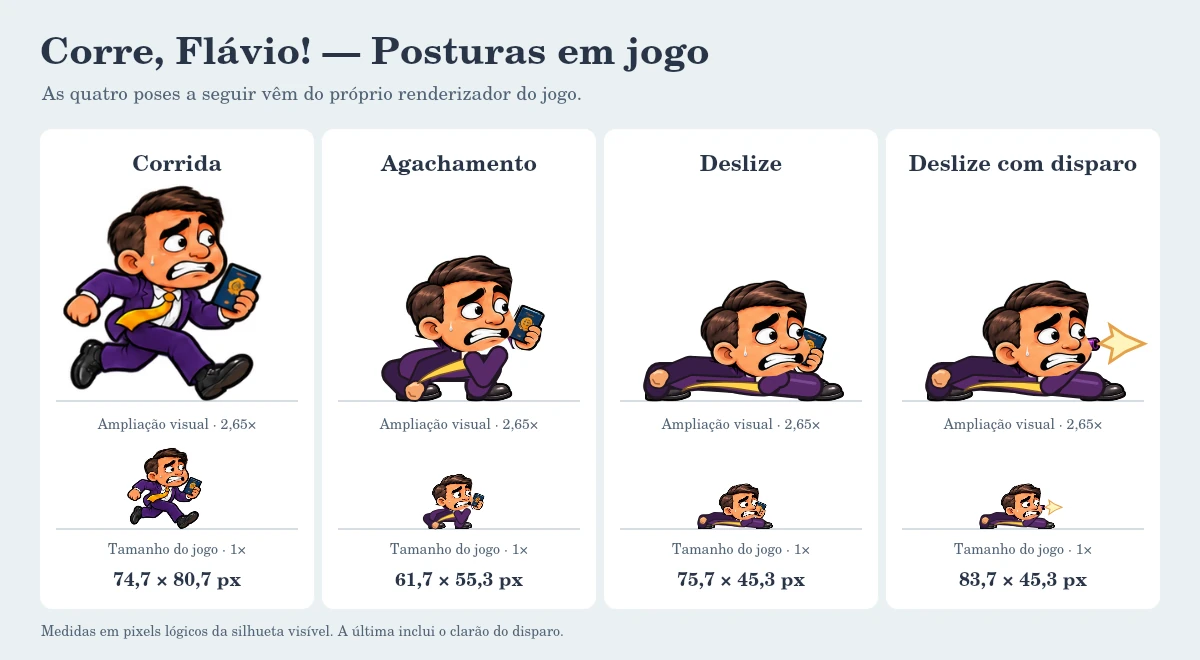 Corre, Flávio! — Posturas em jogo
As quatro poses a seguir vêm do próprio renderizador do jogo.
Corrida
Ampliação visual · 2,65×
Tamanho do jogo · 1×
74,7 × 80,7 px
Agachamento
Ampliação visual · 2,65×
Tamanho do jogo · 1×
61,7 × 55,3 px
Deslize
Ampliação visual · 2,65×
Tamanho do jogo · 1×
75,7 × 45,3 px
Deslize com disparo
Ampliação visual · 2,65×
Tamanho do jogo · 1×
83,7 × 45,3 px
Medidas em pixels lógicos da silhueta visível. A última inclui o clarão do disparo.